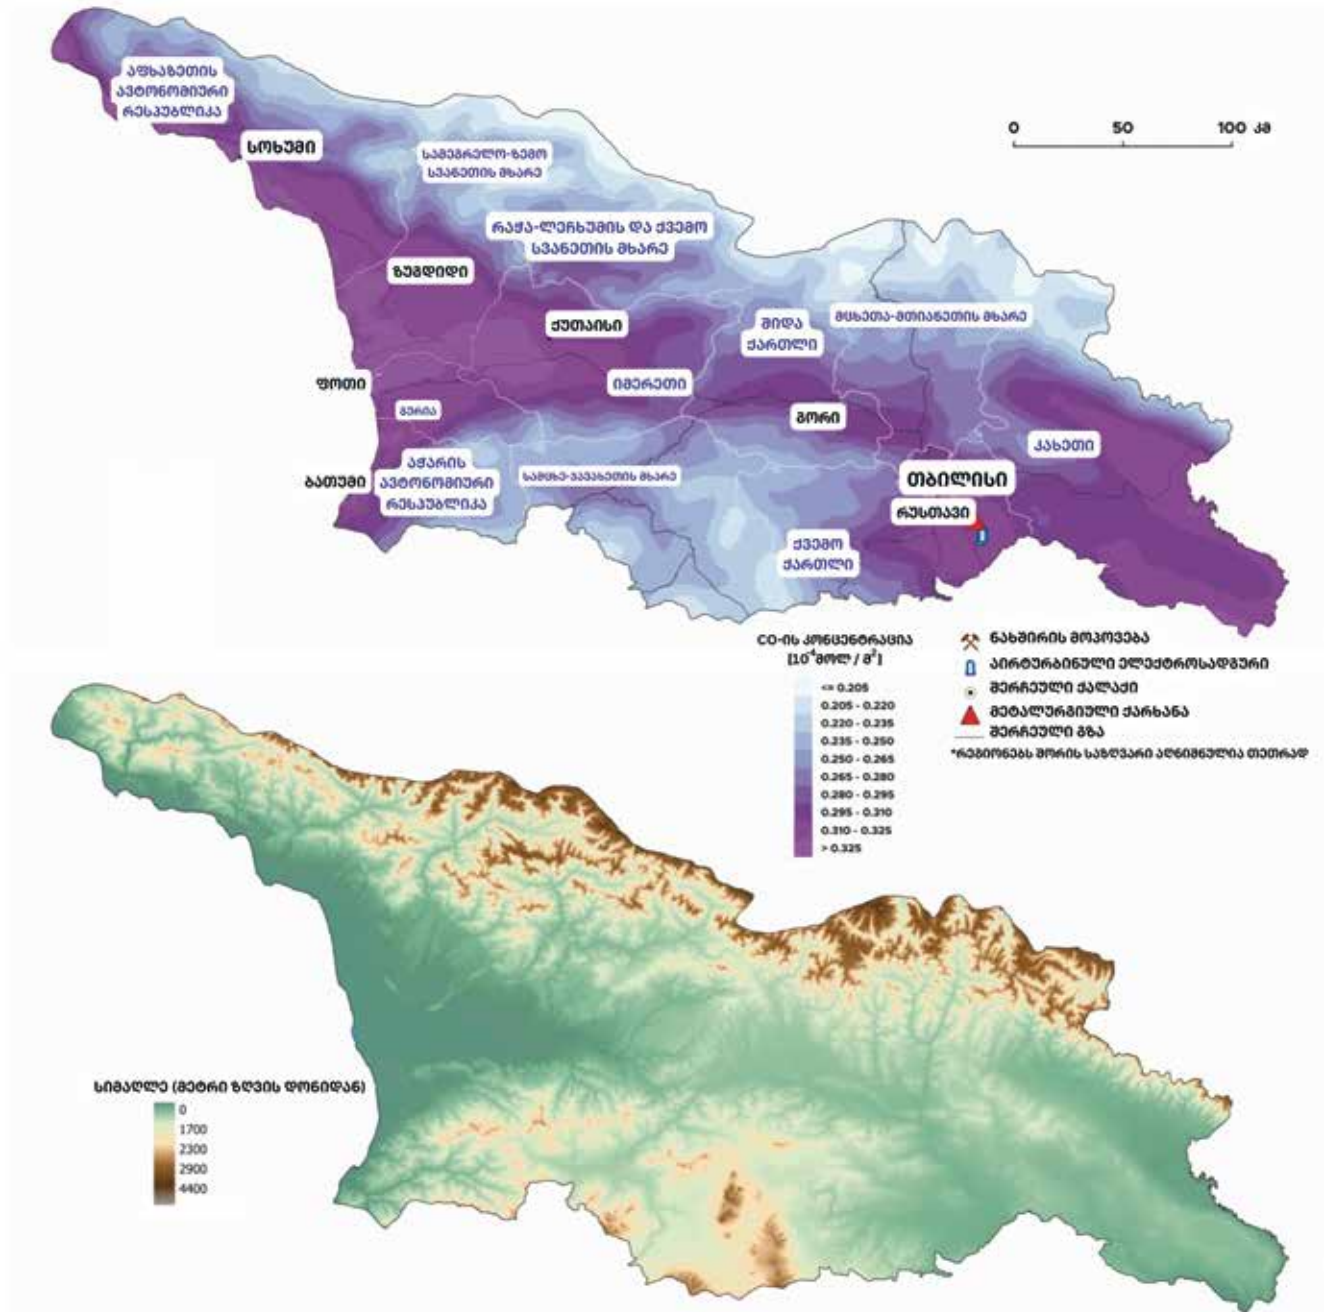 აფხაზეთის
ავტონომიური
რესპუბლიკა
სოხუმი
0 50 100 კმ
სამეგრელო-ზემო
სვანეთის მხარე
რაჭა-ლეჩხუმის და ქვემო
სვანეთის მხარე
ზუგდიდი
ქუთაისი
შიდა
ქართლი
მცხეთა-მთიანეთის მხარე
ფოთი
იმერეთი
გურია
გორი
კახეთი
ბათუმი
აჭარის
ავტონომიური
რესპუბლიკა
სამცხე-ჯავახეთის მხარე
თბილისი
რუსთავი
ქვემო
ქართლი
CO-ის კონცენტრაცია
[10⁻⁴მოლ / მ²]
<= 0.205
0.205 - 0.220
0.220 - 0.235
0.235 - 0.250
0.250 - 0.265
0.265 - 0.280
0.280 - 0.295
0.295 - 0.310
0.310 - 0.325
> 0.325
ნახშირის მოპოვება
აირტურბინული ელექტროსადგური
შერჩეული ქალაქი
მეტალურგიული ქარხანა
შერჩეული გზა
*რეგიონებს შორის საზღვარი აღნიშნულია თეთრად
სიმაღლე (მეტრი ზღვის დონიდან)
0
1700
2300
2900
4400